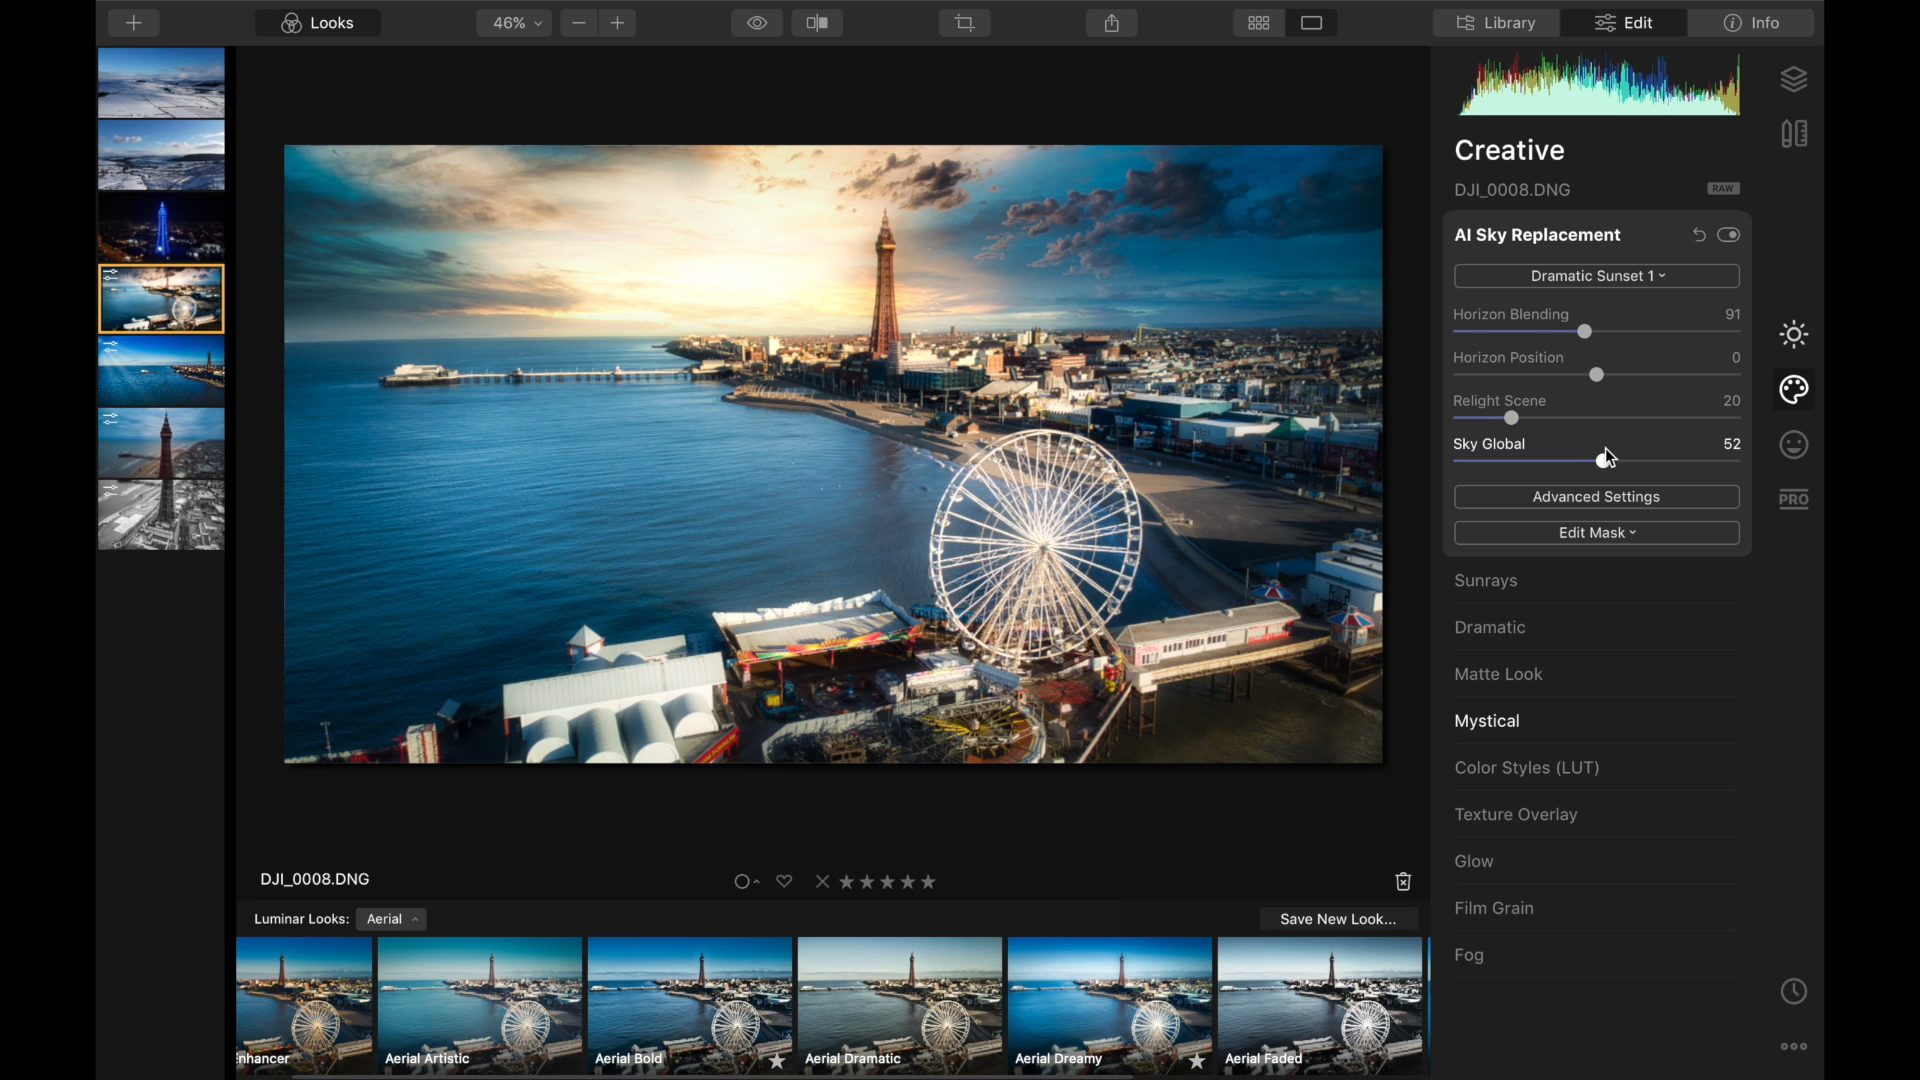 Looks
46%
Library
Edit
Info
Creative
DJI_0008.DNG
RAW
AI Sky Replacement
Dramatic Sunset 1
Horizon Blending 91
Horizon Position 0
Relight Scene 20
Sky Global 52
Advanced Settings
Edit Mask
PRO
Sunrays
Dramatic
Matte Look
Mystical
Color Styles (LUT)
Texture Overlay
Glow
Film Grain
Fog
DJI_0008.DNG
Luminar Looks: Aerial
Save New Look...
Enhancer
Aerial Artistic
Aerial Bold
Aerial Dramatic
Aerial Dreamy
Aerial Faded